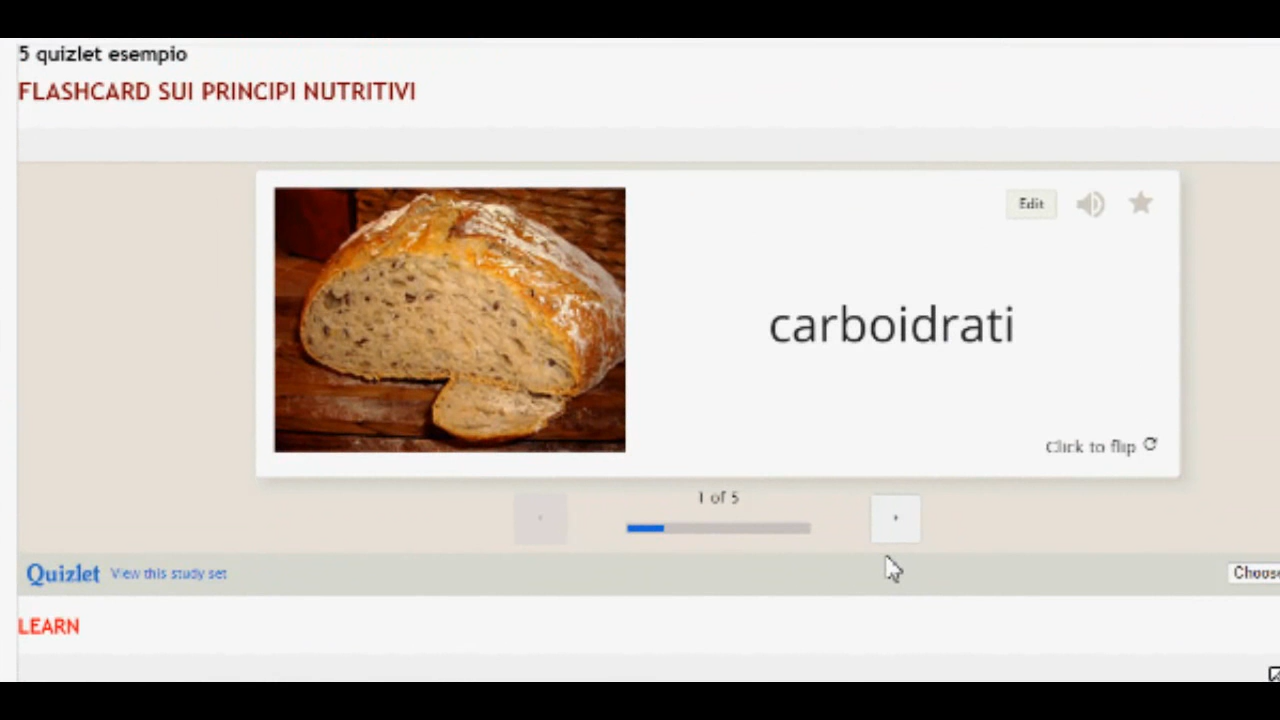 5 quizlet esempio
FLASHCARD SUI PRINCIPI NUTRITIVI
Edit
carboidrati
Click to flip
1 of 5
Quizlet View this study set
Choose
LEARN